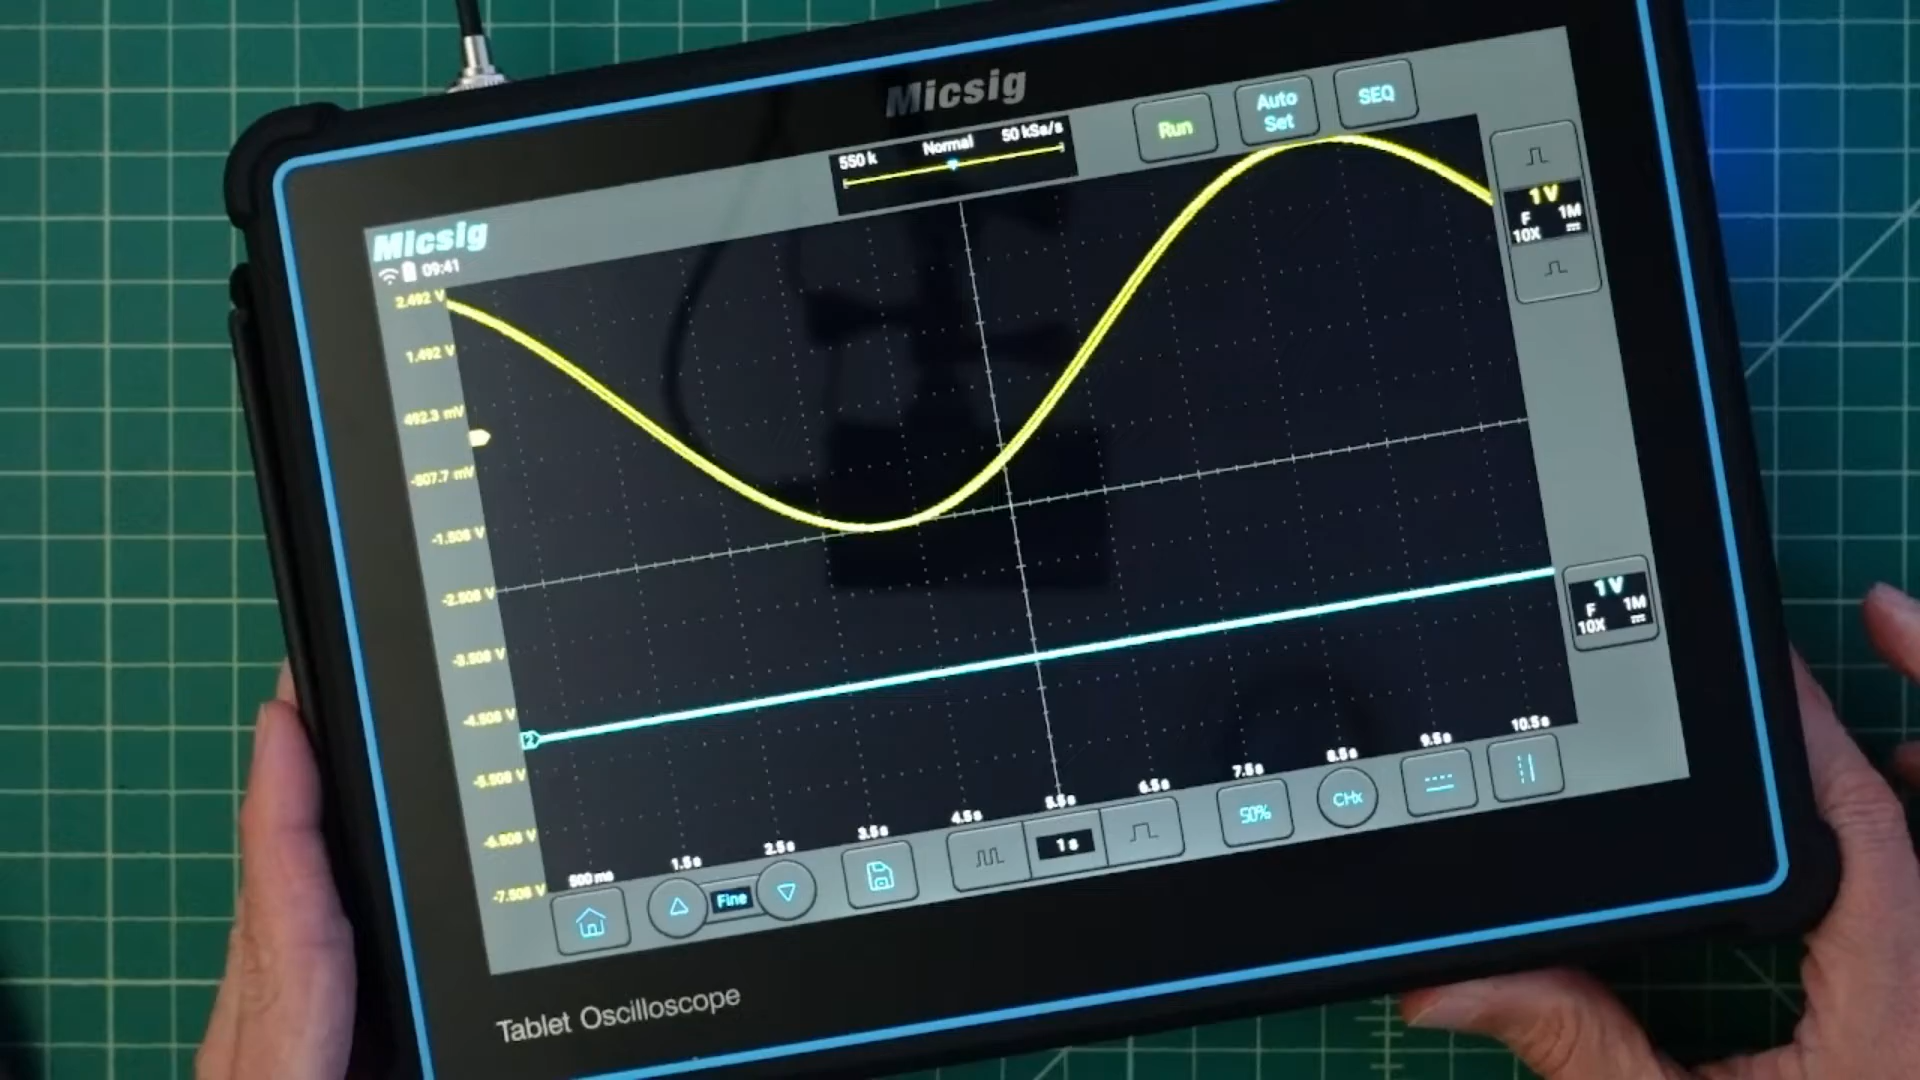 Micsig
550 k Normal 50 kSa/s
Run
Auto
Set
SEQ
Micsig
09:41
1 V
F 1M
10X
2.492 V
1.492 V
492.3 mV
-507.7 mV
-1.508 V
-2.508 V
-3.508 V
-4.508 V
-5.508 V
-6.508 V
-7.508 V
2
1 V
F 1M
10X
500 ms 1.5 s 2.5 s 3.5 s 4.5 s 5.5 s 6.5 s 7.5 s 8.5 s 9.5 s 10.5 s
Fine
1 s
50%
CHx
Tablet Oscilloscope